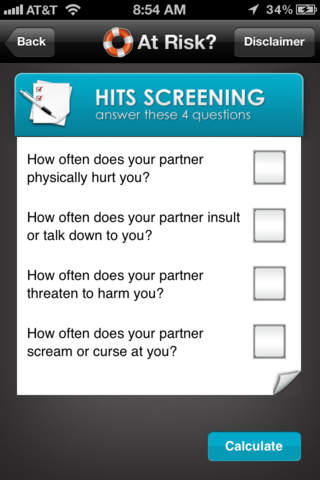 AT&T 8:54 AM 34%
Back At Risk? Disclaimer
HITS SCREENING
answer these 4 questions
How often does your partner
physically hurt you?
How often does your partner insult
or talk down to you?
How often does your partner
threaten to harm you?
How often does your partner
scream or curse at you?
Calculate